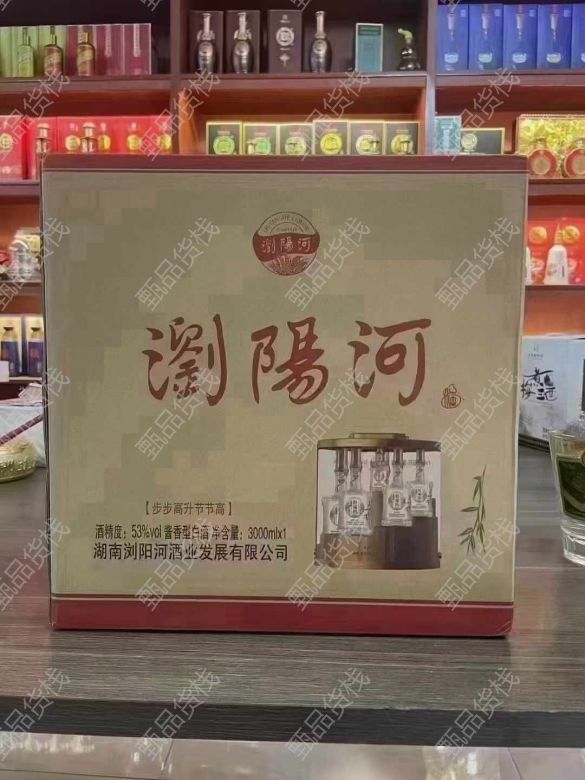 瀏陽河
瀏陽河
【步步高升节节高】
酒精度：53%vol 酱香型白酒 净含量：3000ml×1
湖南浏阳河酒业发展有限公司
甄品货栈